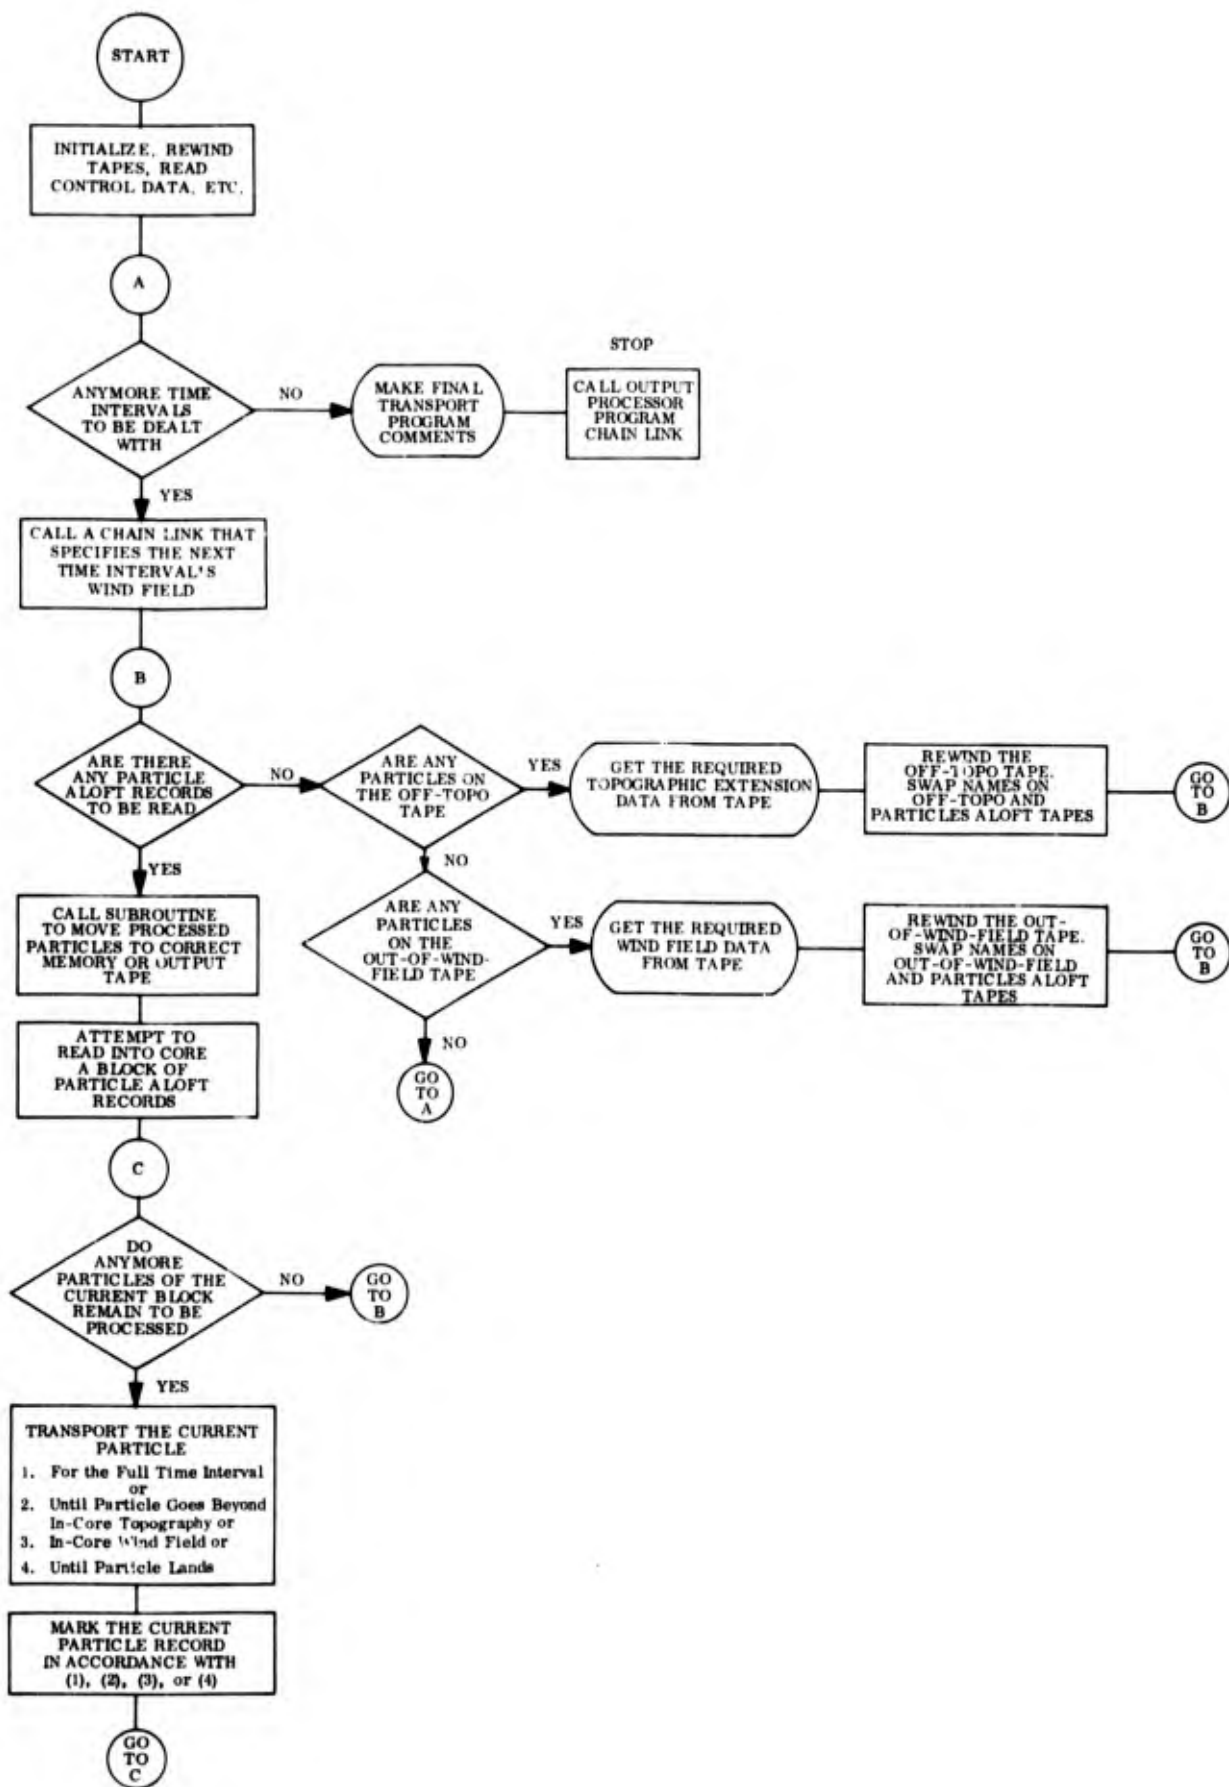 START
INITIALIZE, REWIND
TAPES, READ
CONTROL DATA, ETC.
A
ANYMORE TIME
INTERVALS
TO BE DEALT
WITH
NO
MAKE FINAL
TRANSPORT
PROGRAM
COMMENTS
STOP
CALL OUTPUT
PROCESSOR
PROGRAM
CHAIN LINK
YES
CALL A CHAIN LINK THAT
SPECIFIES THE NEXT
TIME INTERVAL'S
WIND FIELD
B
ARE THERE
ANY PARTICLE
ALOFT RECORDS
TO BE READ
NO
ARE ANY
PARTICLES ON
THE OFF-TOPO
TAPE
YES
GET THE REQUIRED
TOPOGRAPHIC EXTENSION
DATA FROM TAPE
REWIND THE
OFF-TOPO TAPE.
SWAP NAMES ON
OFF-TOPO AND
PARTICLES ALOFT TAPES
GO
TO
B
NO
ARE ANY
PARTICLES
ON THE
OUT-OF-WIND-
FIELD TAPE
YES
GET THE REQUIRED
WIND FIELD DATA
FROM TAPE
REWIND THE OUT-
OF-WIND-FIELD TAPE.
SWAP NAMES ON
OUT-OF-WIND-FIELD
AND PARTICLES ALOFT
TAPES
GO
TO
B
NO
GO
TO
A
YES
CALL SUBROUTINE
TO MOVE PROCESSED
PARTICLES TO CORRECT
MEMORY OR OUTPUT
TAPE
ATTEMPT TO
READ INTO CORE
A BLOCK OF
PARTICLE ALOFT
RECORDS
C
DO
ANYMORE
PARTICLES OF THE
CURRENT BLOCK
REMAIN TO BE
PROCESSED
NO
GO
TO
B
YES
TRANSPORT THE CURRENT
PARTICLE
1. For the Full Time Interval
or
2. Until Particle Goes Beyond
In-Core Topography or
3. In-Core Wind Field or
4. Until Particle Lands
MARK THE CURRENT
PARTICLE RECORD
IN ACCORDANCE WITH
(1), (2), (3), or (4)
GO
TO
C